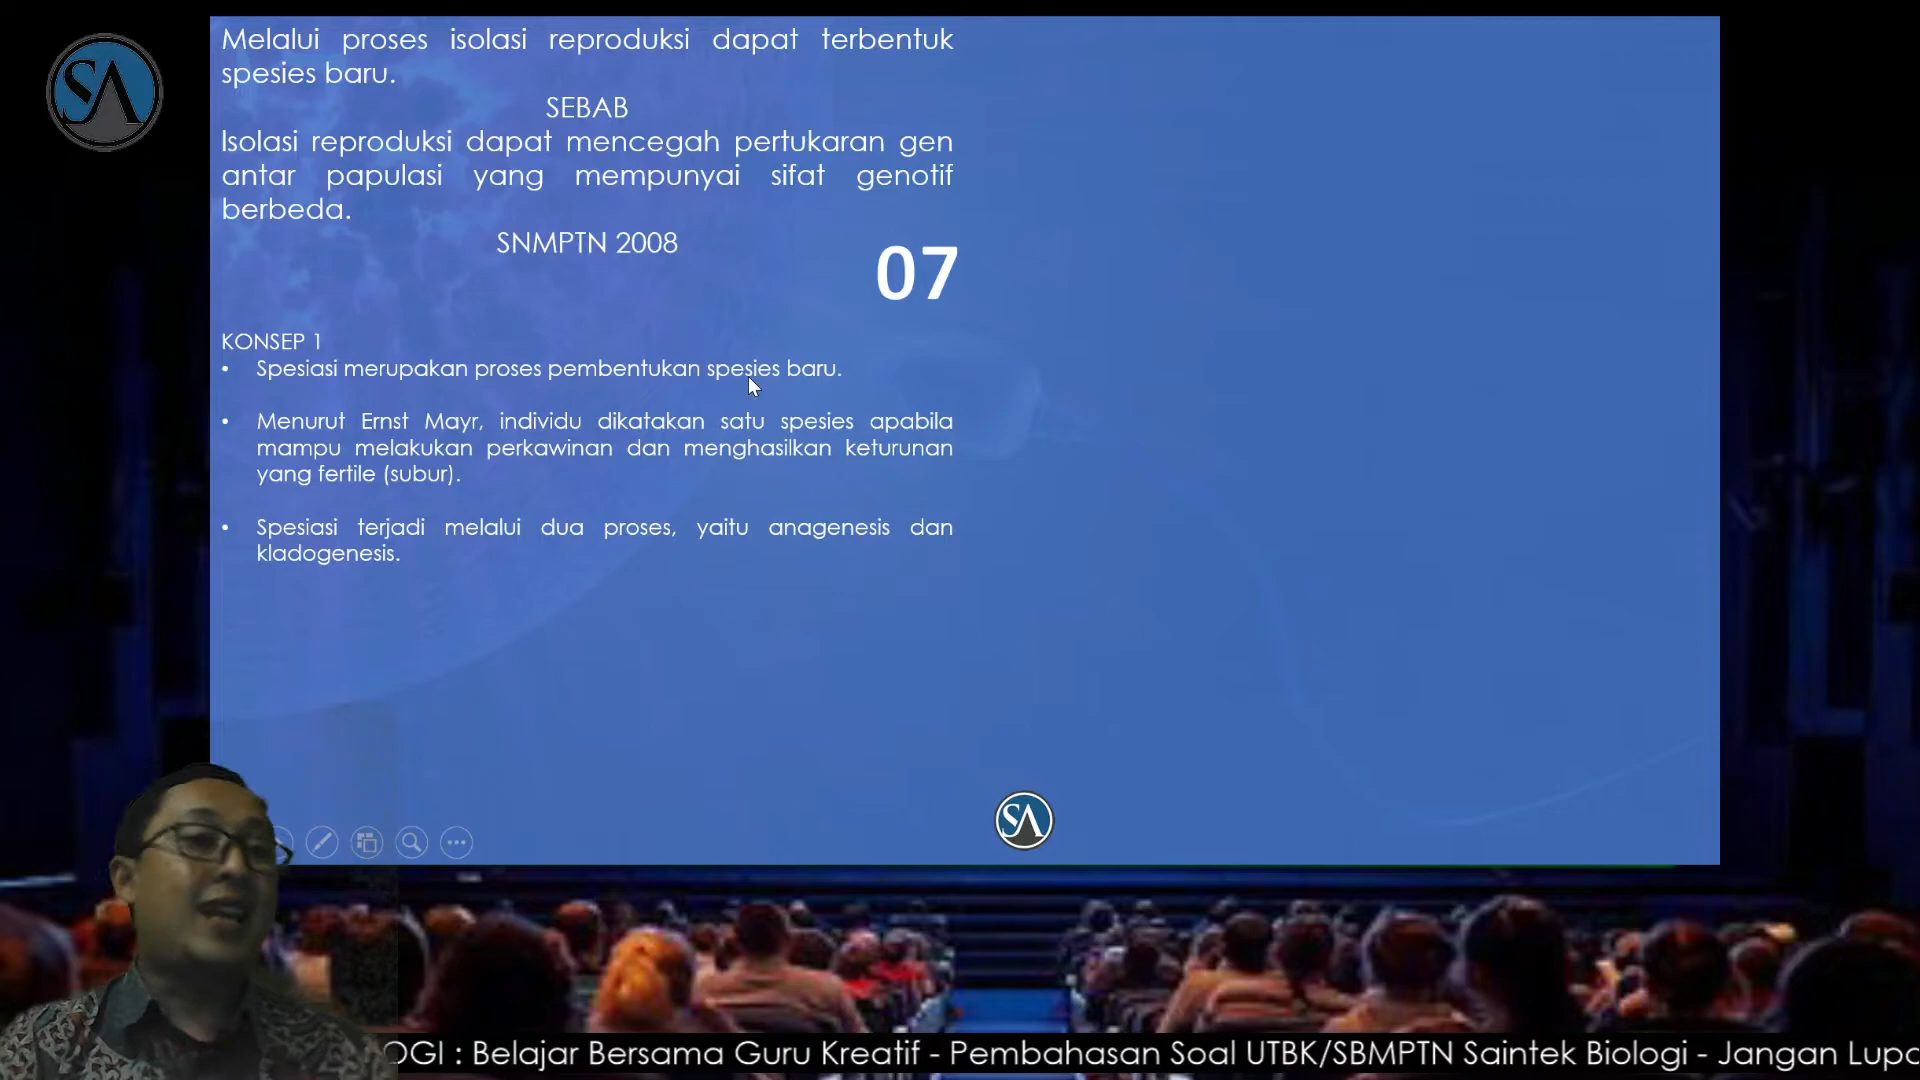 SA
Melalui proses isolasi reproduksi dapat terbentuk
spesies baru.
SEBAB
Isolasi reproduksi dapat mencegah pertukaran gen
antar papulasi yang mempunyai sifat genotif
berbeda.
SNMPTN 2008
07
KONSEP 1
• Spesiasi merupakan proses pembentukan spesies baru.
• Menurut Ernst Mayr, individu dikatakan satu spesies apabila
mampu melakukan perkawinan dan menghasilkan keturunan
yang fertile (subur).
• Spesiasi terjadi melalui dua proses, yaitu anagenesis dan
kladogenesis.
SA
OGI : Belajar Bersama Guru Kreatif - Pembahasan Soal UTBK/SBMPTN Saintek Biologi - Jangan Lupa